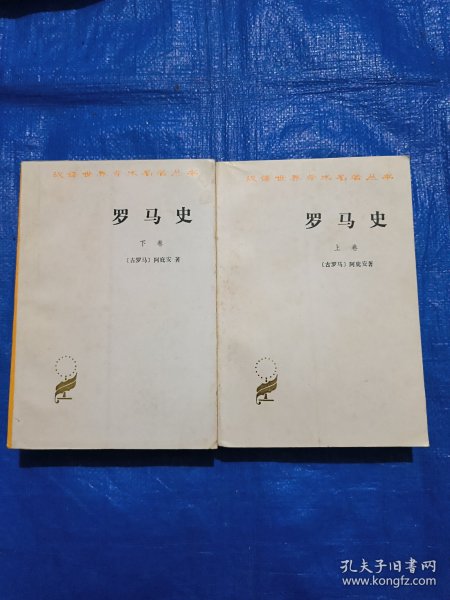 汉译世界学术名著丛书
罗马史
下卷
〔古罗马〕阿庇安 著
汉译世界学术名著丛书
罗马史
上卷
〔古罗马〕阿庇安著
孔夫子旧书网
www.kongfz.com